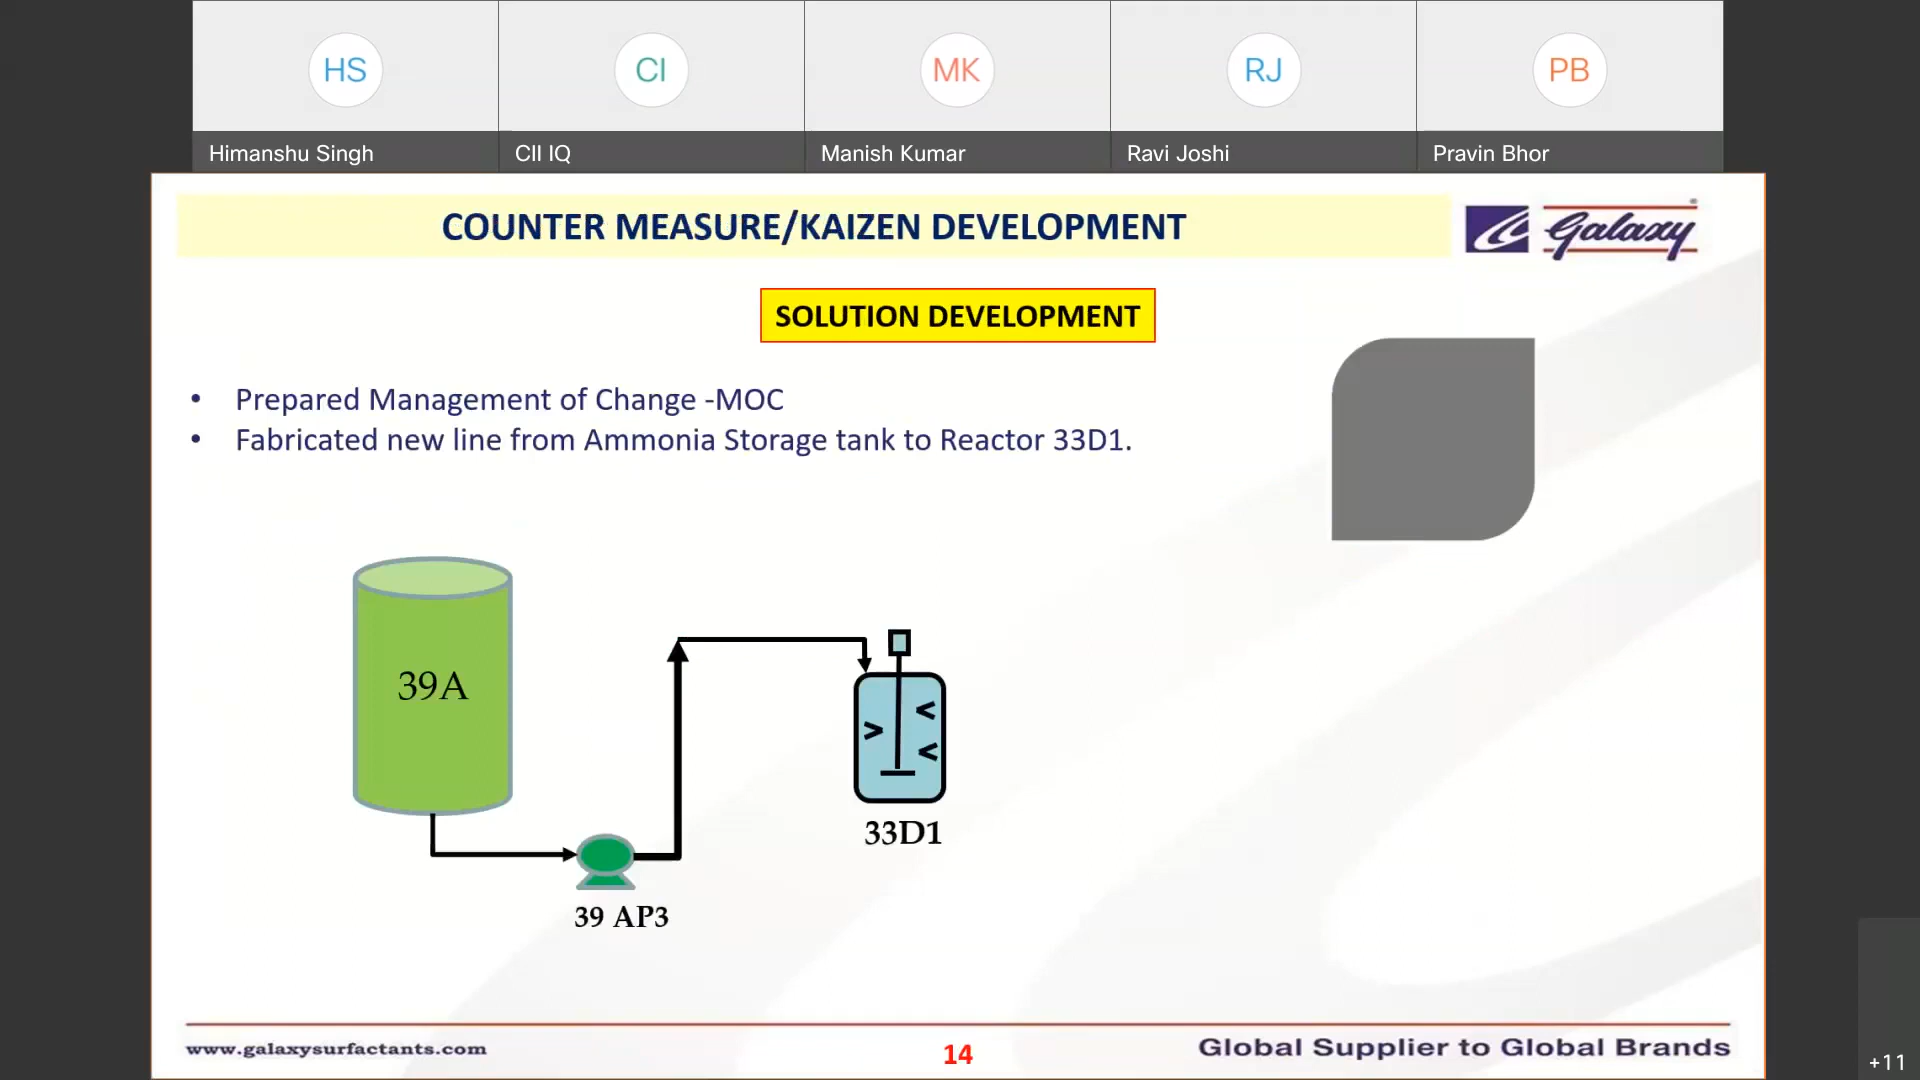 HS
CI
MK
RJ
PB
Himanshu Singh
CII IQ
Manish Kumar
Ravi Joshi
Pravin Bhor
COUNTER MEASURE/KAIZEN DEVELOPMENT
Galaxy
SOLUTION DEVELOPMENT
• Prepared Management of Change -MOC
• Fabricated new line from Ammonia Storage tank to Reactor 33D1.
39A
33D1
39 AP3
www.galaxysurfactants.com
14
Global Supplier to Global Brands
+11